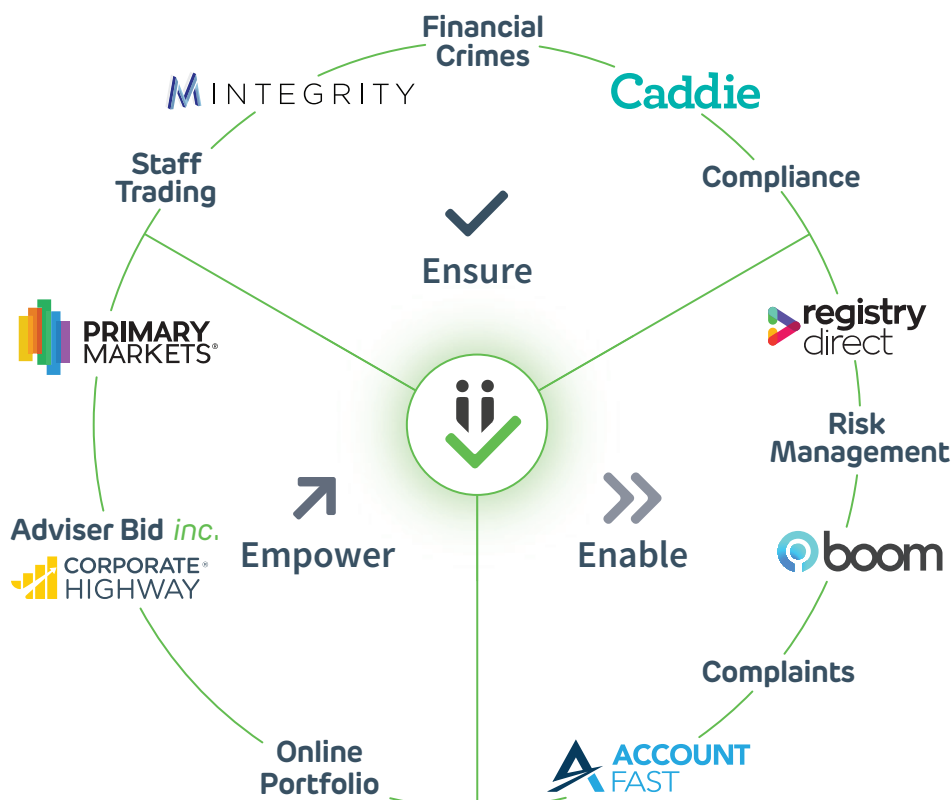 Financial
Crimes
MINTEGRITY
Caddie
Staff
Trading
Compliance
Ensure
PRIMARY
MARKETS®
registry
direct
Risk
Management
Adviser Bid inc.
CORPORATE®
HIGHWAY
Empower
Enable
boom
Complaints
Online
Portfolio
ACCOUNT
FAST